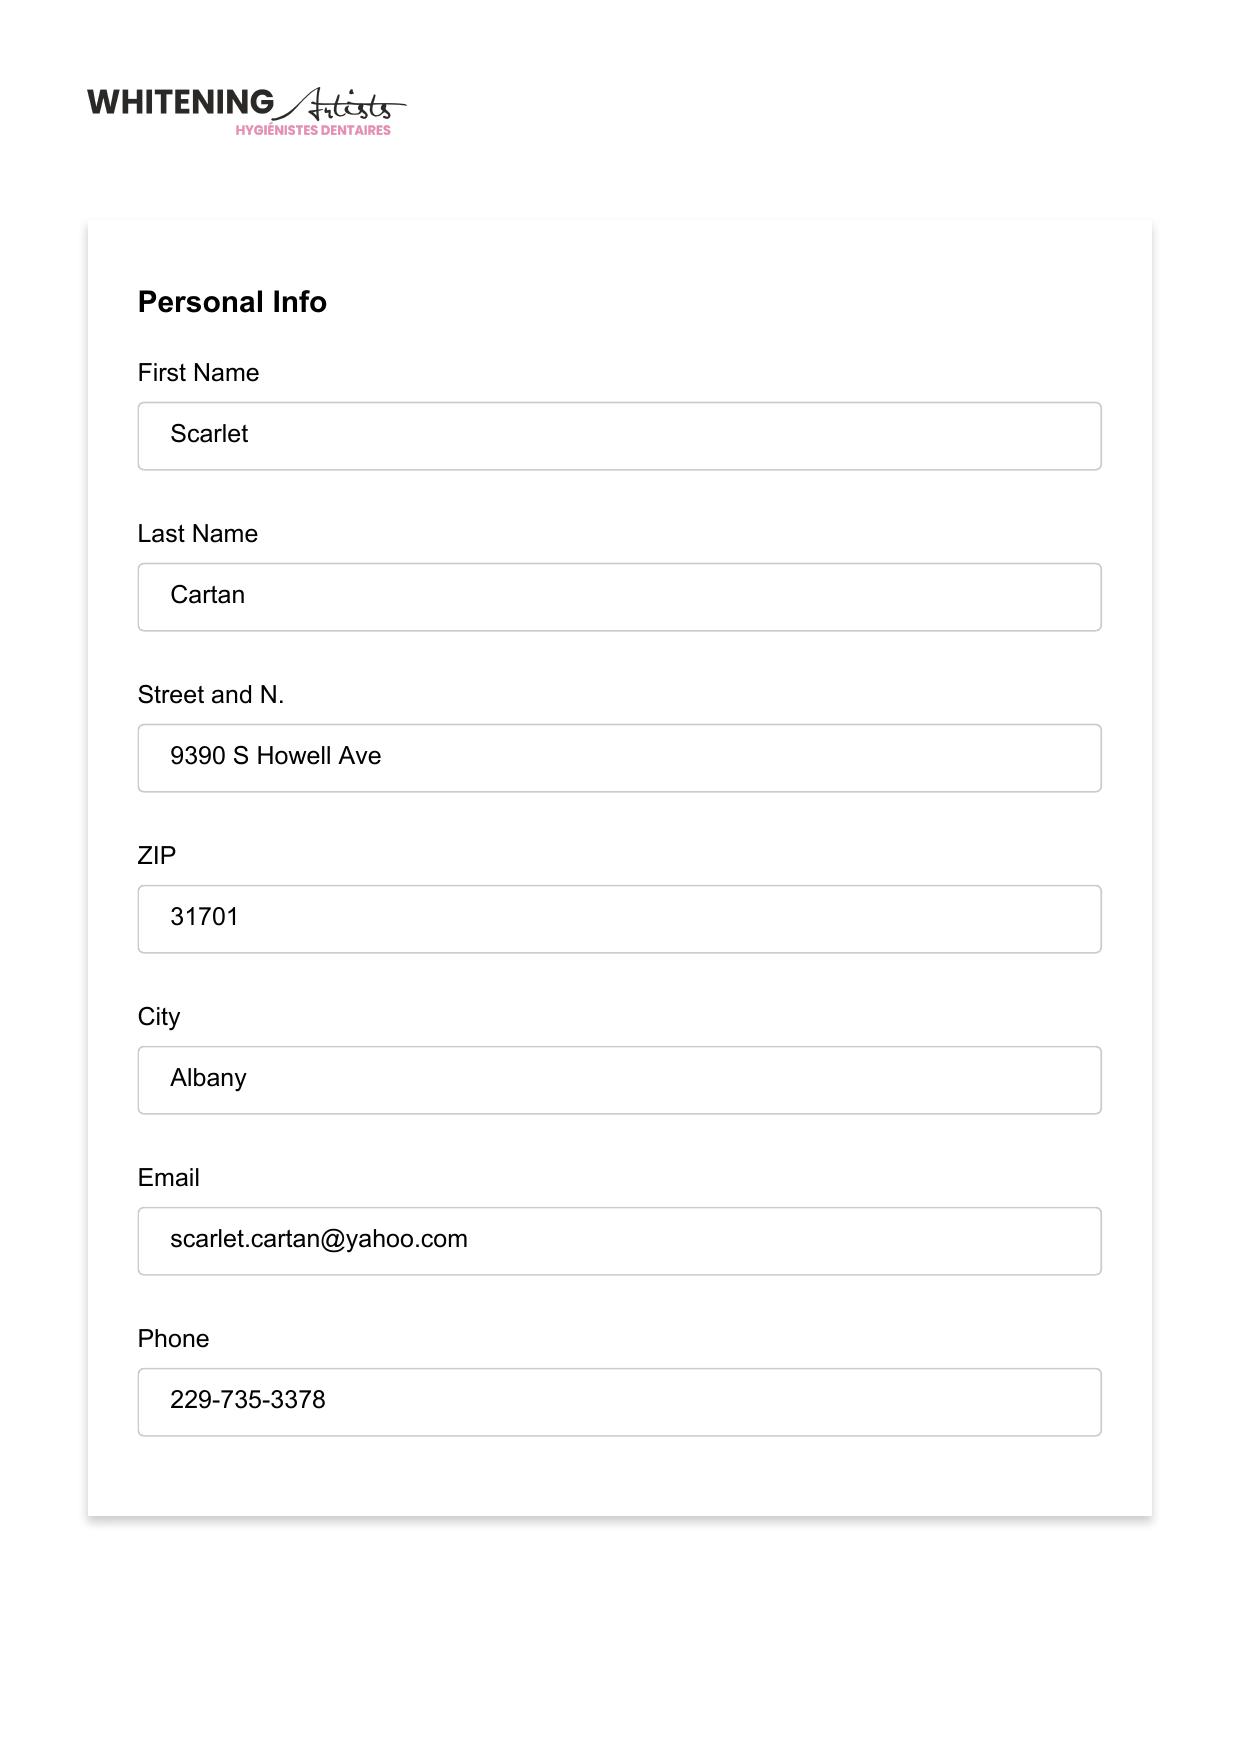 WHITENING Artists
HYGIÉNISTES DENTAIRES
Personal Info
First Name
Scarlet
Last Name
Cartan
Street and N.
9390 S Howell Ave
ZIP
31701
City
Albany
Email
scarlet.cartan@yahoo.com
Phone
229-735-3378